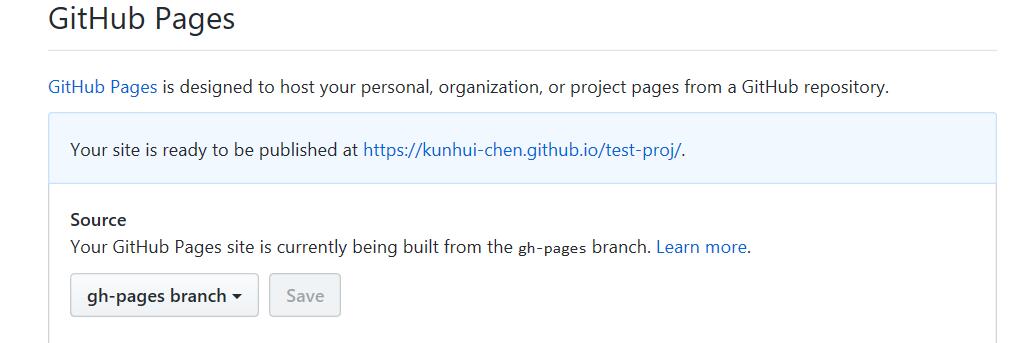 GitHub Pages
GitHub Pages is designed to host your personal, organization, or project pages from a GitHub repository.
Your site is ready to be published at https://kunhui-chen.github.io/test-proj/.
Source
Your GitHub Pages site is currently being built from the gh-pages branch. Learn more.
gh-pages branch Save